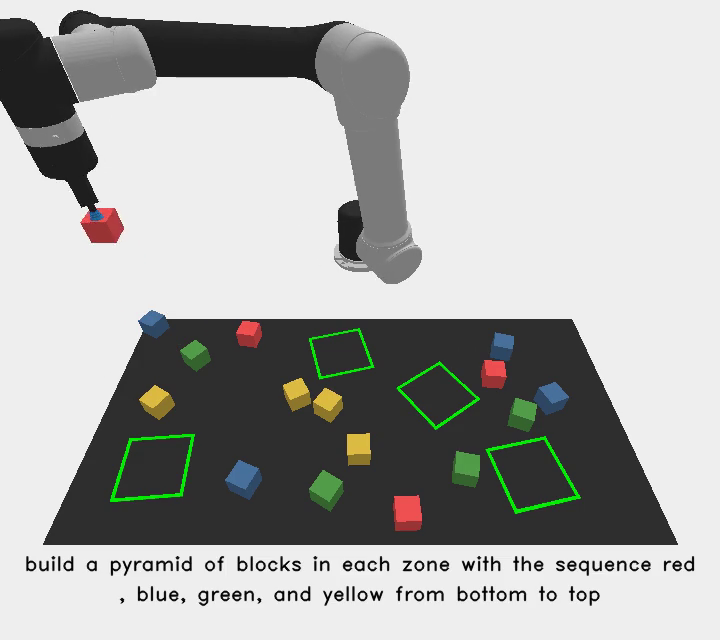 build a pyramid of blocks in each zone with the sequence red
, blue, green, and yellow from bottom to top